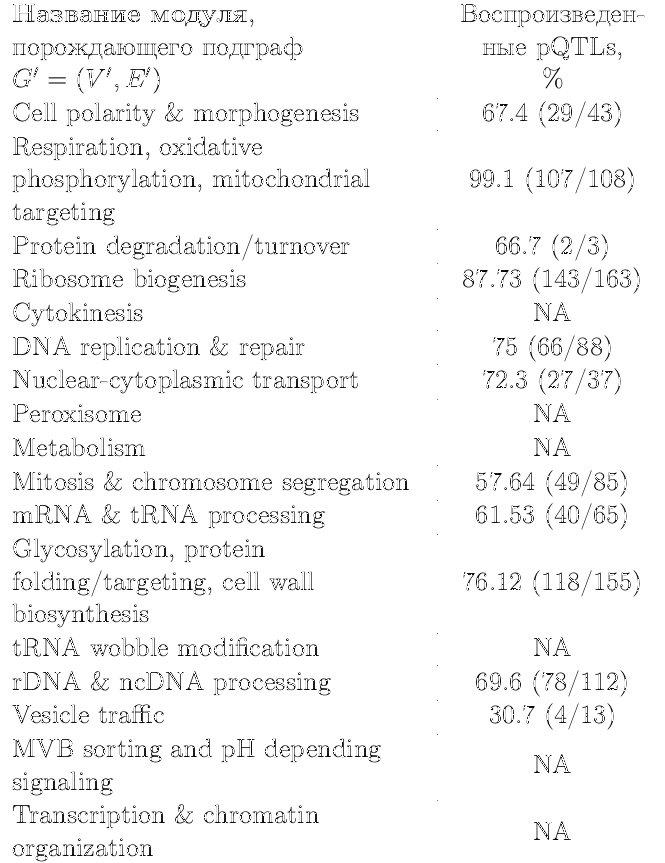 Название модуля, Воспроизведен-
порождающего подграф ные pQTLs,
G′ = (V′, E′) %
Cell polarity & morphogenesis 67.4 (29/43)
Respiration, oxidative
phosphorylation, mitochondrial 99.1 (107/108)
targeting
Protein degradation/turnover 66.7 (2/3)
Ribosome biogenesis 87.73 (143/163)
Cytokinesis NA
DNA replication & repair 75 (66/88)
Nuclear-cytoplasmic transport 72.3 (27/37)
Peroxisome NA
Metabolism NA
Mitosis & chromosome segregation 57.64 (49/85)
mRNA & tRNA processing 61.53 (40/65)
Glycosylation, protein
folding/targeting, cell wall 76.12 (118/155)
biosynthesis
tRNA wobble modification NA
rDNA & ncDNA processing 69.6 (78/112)
Vesicle traffic 30.7 (4/13)
MVB sorting and pH depending
signaling NA
Transcription & chromatin
organization NA